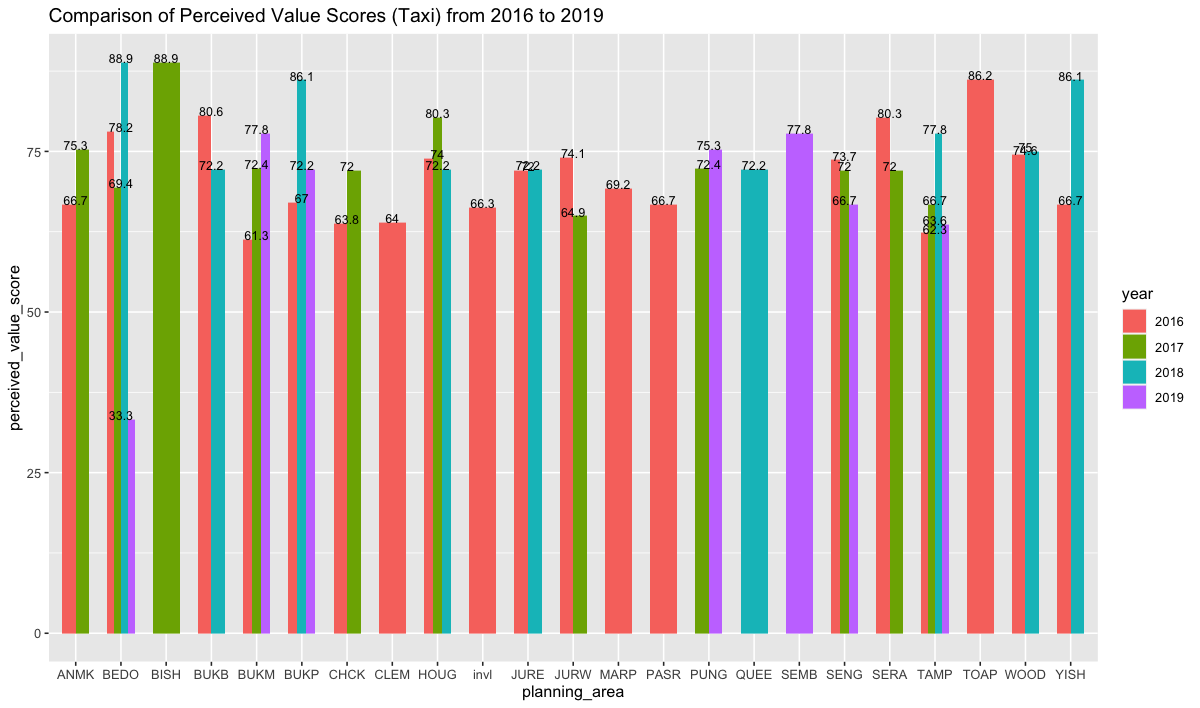 Comparison of Perceived Value Scores (Taxi) from 2016 to 2019
perceived_value_score
75
50
25
0
66.7 75.3
78.2 69.4 88.9 33.3
88.9
80.6 72.2
61.3 72.4 77.8
67 86.1 72.2
63.8 72
64
74 80.3 72.2
66.3
72 72.2
74.1 64.9
69.2
66.7
72.4 75.3
72.2
77.8
73.7 72 66.7
80.3 72
62.3 66.7 77.8 63.6
86.2
74.6 75
66.7 86.1
ANMK BEDO BISH BUKB BUKM BUKP CHCK CLEM HOUG invl JURE JURW MARP PASR PUNG QUEE SEMB SENG SERA TAMP TOAP WOOD YISH
planning_area
year
2016
2017
2018
2019